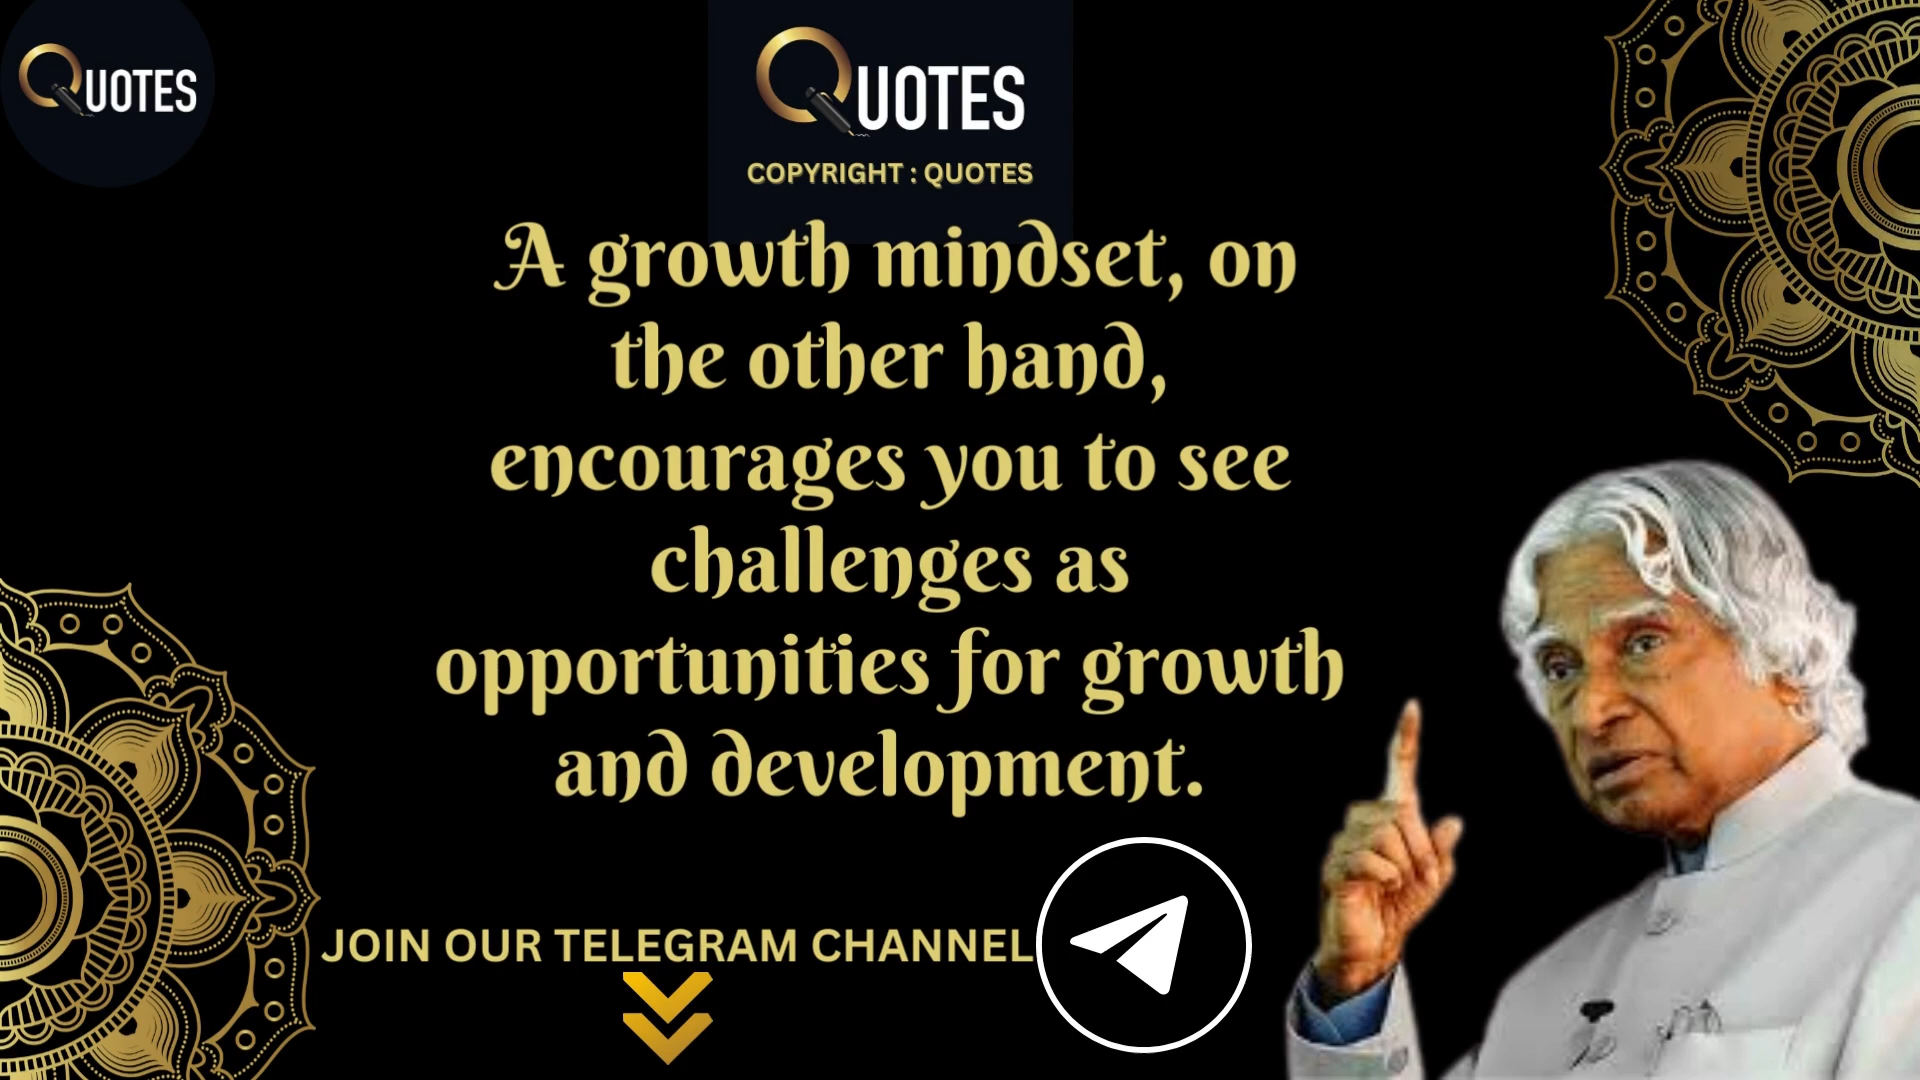 QUOTES
QUOTES
COPYRIGHT : QUOTES
A growth mindset, on
the other hand,
encourages you to see
challenges as
opportunities for growth
and development.
JOIN OUR TELEGRAM CHANNEL